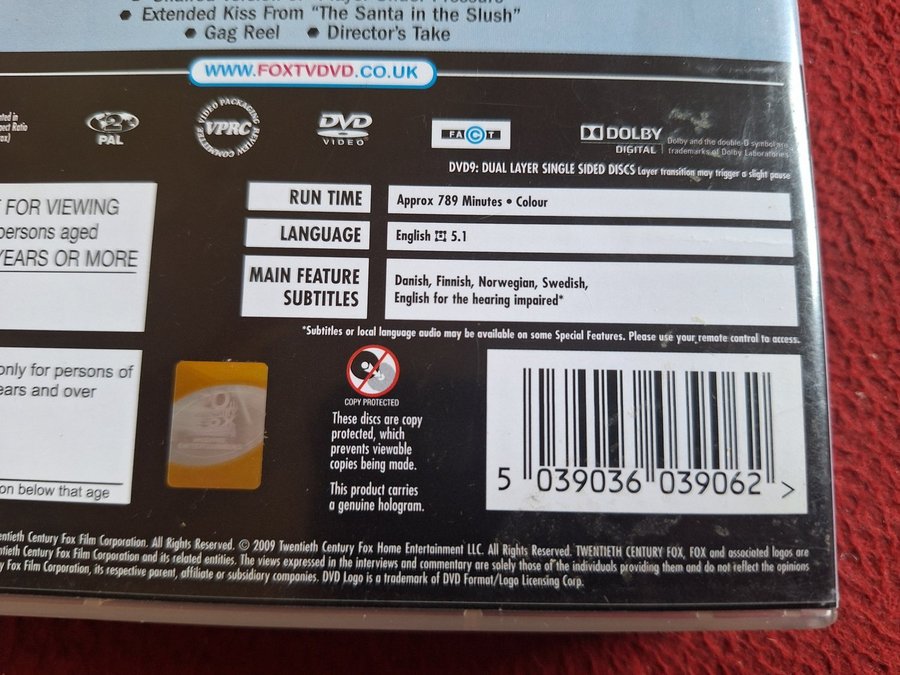 ● Extended Kiss From "The Santa in the Slush"
● Gag Reel ● Director's Take
WWW.FOXTVDVD.CO.UK
2
PAL
VIDEO PACKAGING REVIEW COMMITTEE
VPRC
DVD
VIDEO
FACT
DOLBY
DIGITAL
Dolby and the double-D symbol are
trademarks of Dolby Laboratories
DVD9: DUAL LAYER SINGLE SIDED DISCS Layer transition may trigger a slight pause
FOR VIEWING
persons aged
YEARS OR MORE
RUN TIME
Approx 789 Minutes • Colour
LANGUAGE
English 5.1
MAIN FEATURE
SUBTITLES
Danish, Finnish, Norwegian, Swedish,
English for the hearing impaired*
*Subtitles or local language audio may be available on some Special Features. Please use your remote control to access.
only for persons of
years and over
on below that age
COPY PROTECTED
These discs are copy
protected, which
prevents viewable
copies being made.
This product carries
a genuine hologram.
5 039036 039062 >
Twentieth Century Fox Film Corporation. All Rights Reserved. © 2009 Twentieth Century Fox Home Entertainment LLC. All Rights Reserved. TWENTIETH CENTURY FOX, FOX and associated logos are
Twentieth Century Fox Film Corporation and its related entities. The views expressed in the interviews and commentary are solely those of the individuals providing them and do not reflect the opinions
Fox Film Corporation, its respective parent, affiliate or subsidiary companies. DVD Logo is a trademark of DVD Format/Logo Licensing Corp.